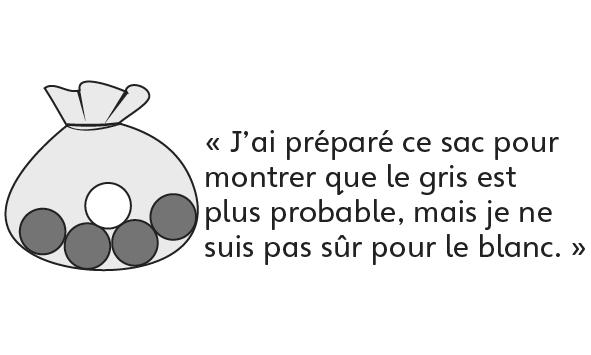 « J’ai préparé ce sac pour
montrer que le gris est
plus probable, mais je ne
suis pas sûr pour le blanc. »